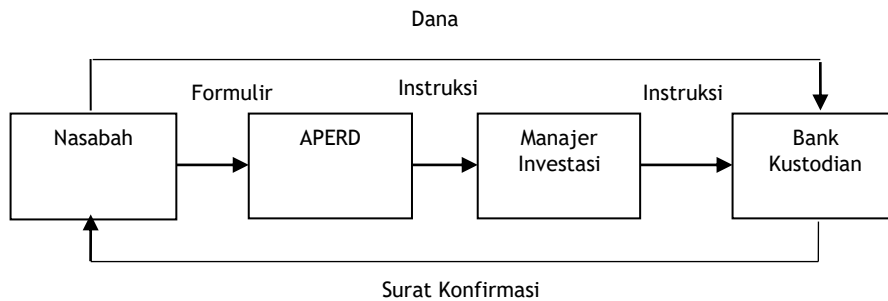 Dana
Formulir
Instruksi
Instruksi
Nasabah
APERD
Manajer
Investasi
Bank
Kustodian
Surat Konfirmasi